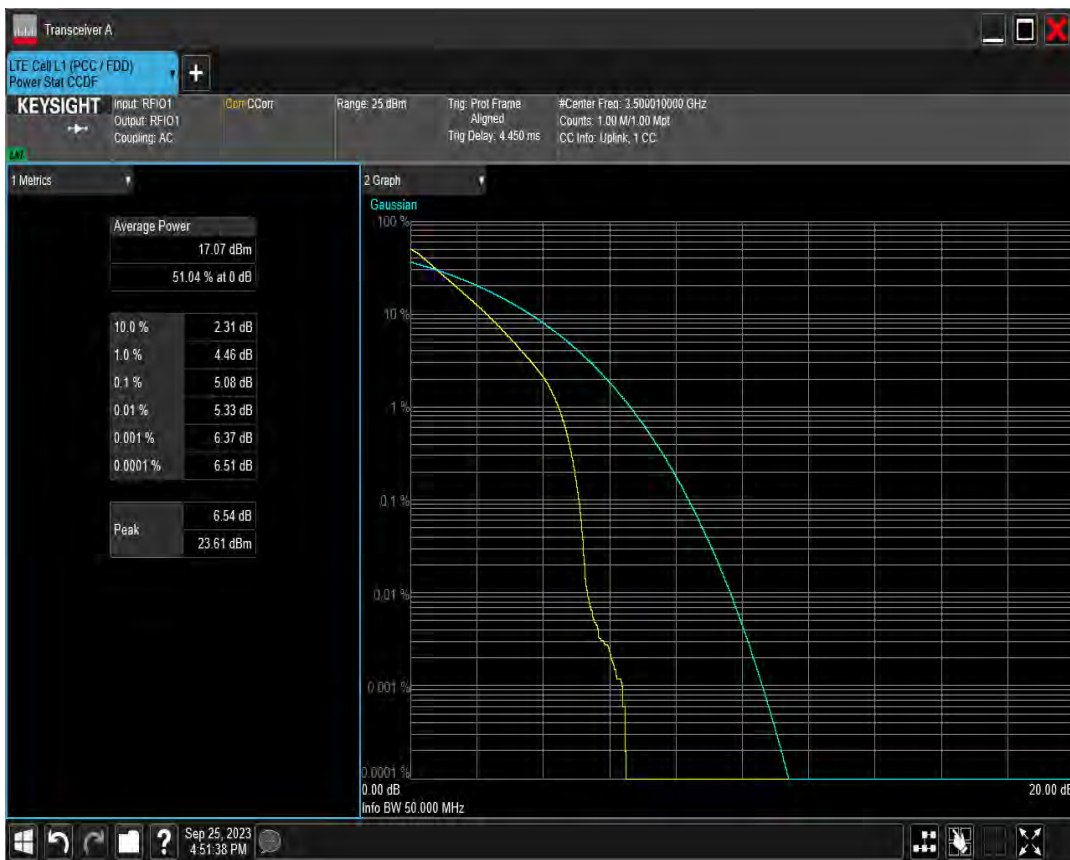 Transceiver A
LTE Cell L1 (PCC / FDD)
Power Stat CCDF
+
KEYSIGHT
Input: RFIO1
Output: RFIO1
Coupling: AC
Corr CCorr
Range: 25 dBm
Trig: Prot Frame
Aligned
Trig Delay: 4.450 ms
#Center Freq: 3.500010000 GHz
Counts: 1.00 M/1.00 Mpt
CC Info: Uplink, 1 CC
1 Metrics
Average Power
17.07 dBm
51.04 % at 0 dB
10.0 % 2.31 dB
1.0 % 4.46 dB
0.1 % 5.08 dB
0.01 % 5.33 dB
0.001 % 6.37 dB
0.0001 % 6.51 dB
Peak
6.54 dB
23.61 dBm
2 Graph
Gaussian
100 %
10 %
1 %
0.1 %
0.01 %
0.001 %
0.0001 %
0.00 dB
20.00 dB
Info BW 50.000 MHz
?
Sep 25, 2023
4:51:38 PM